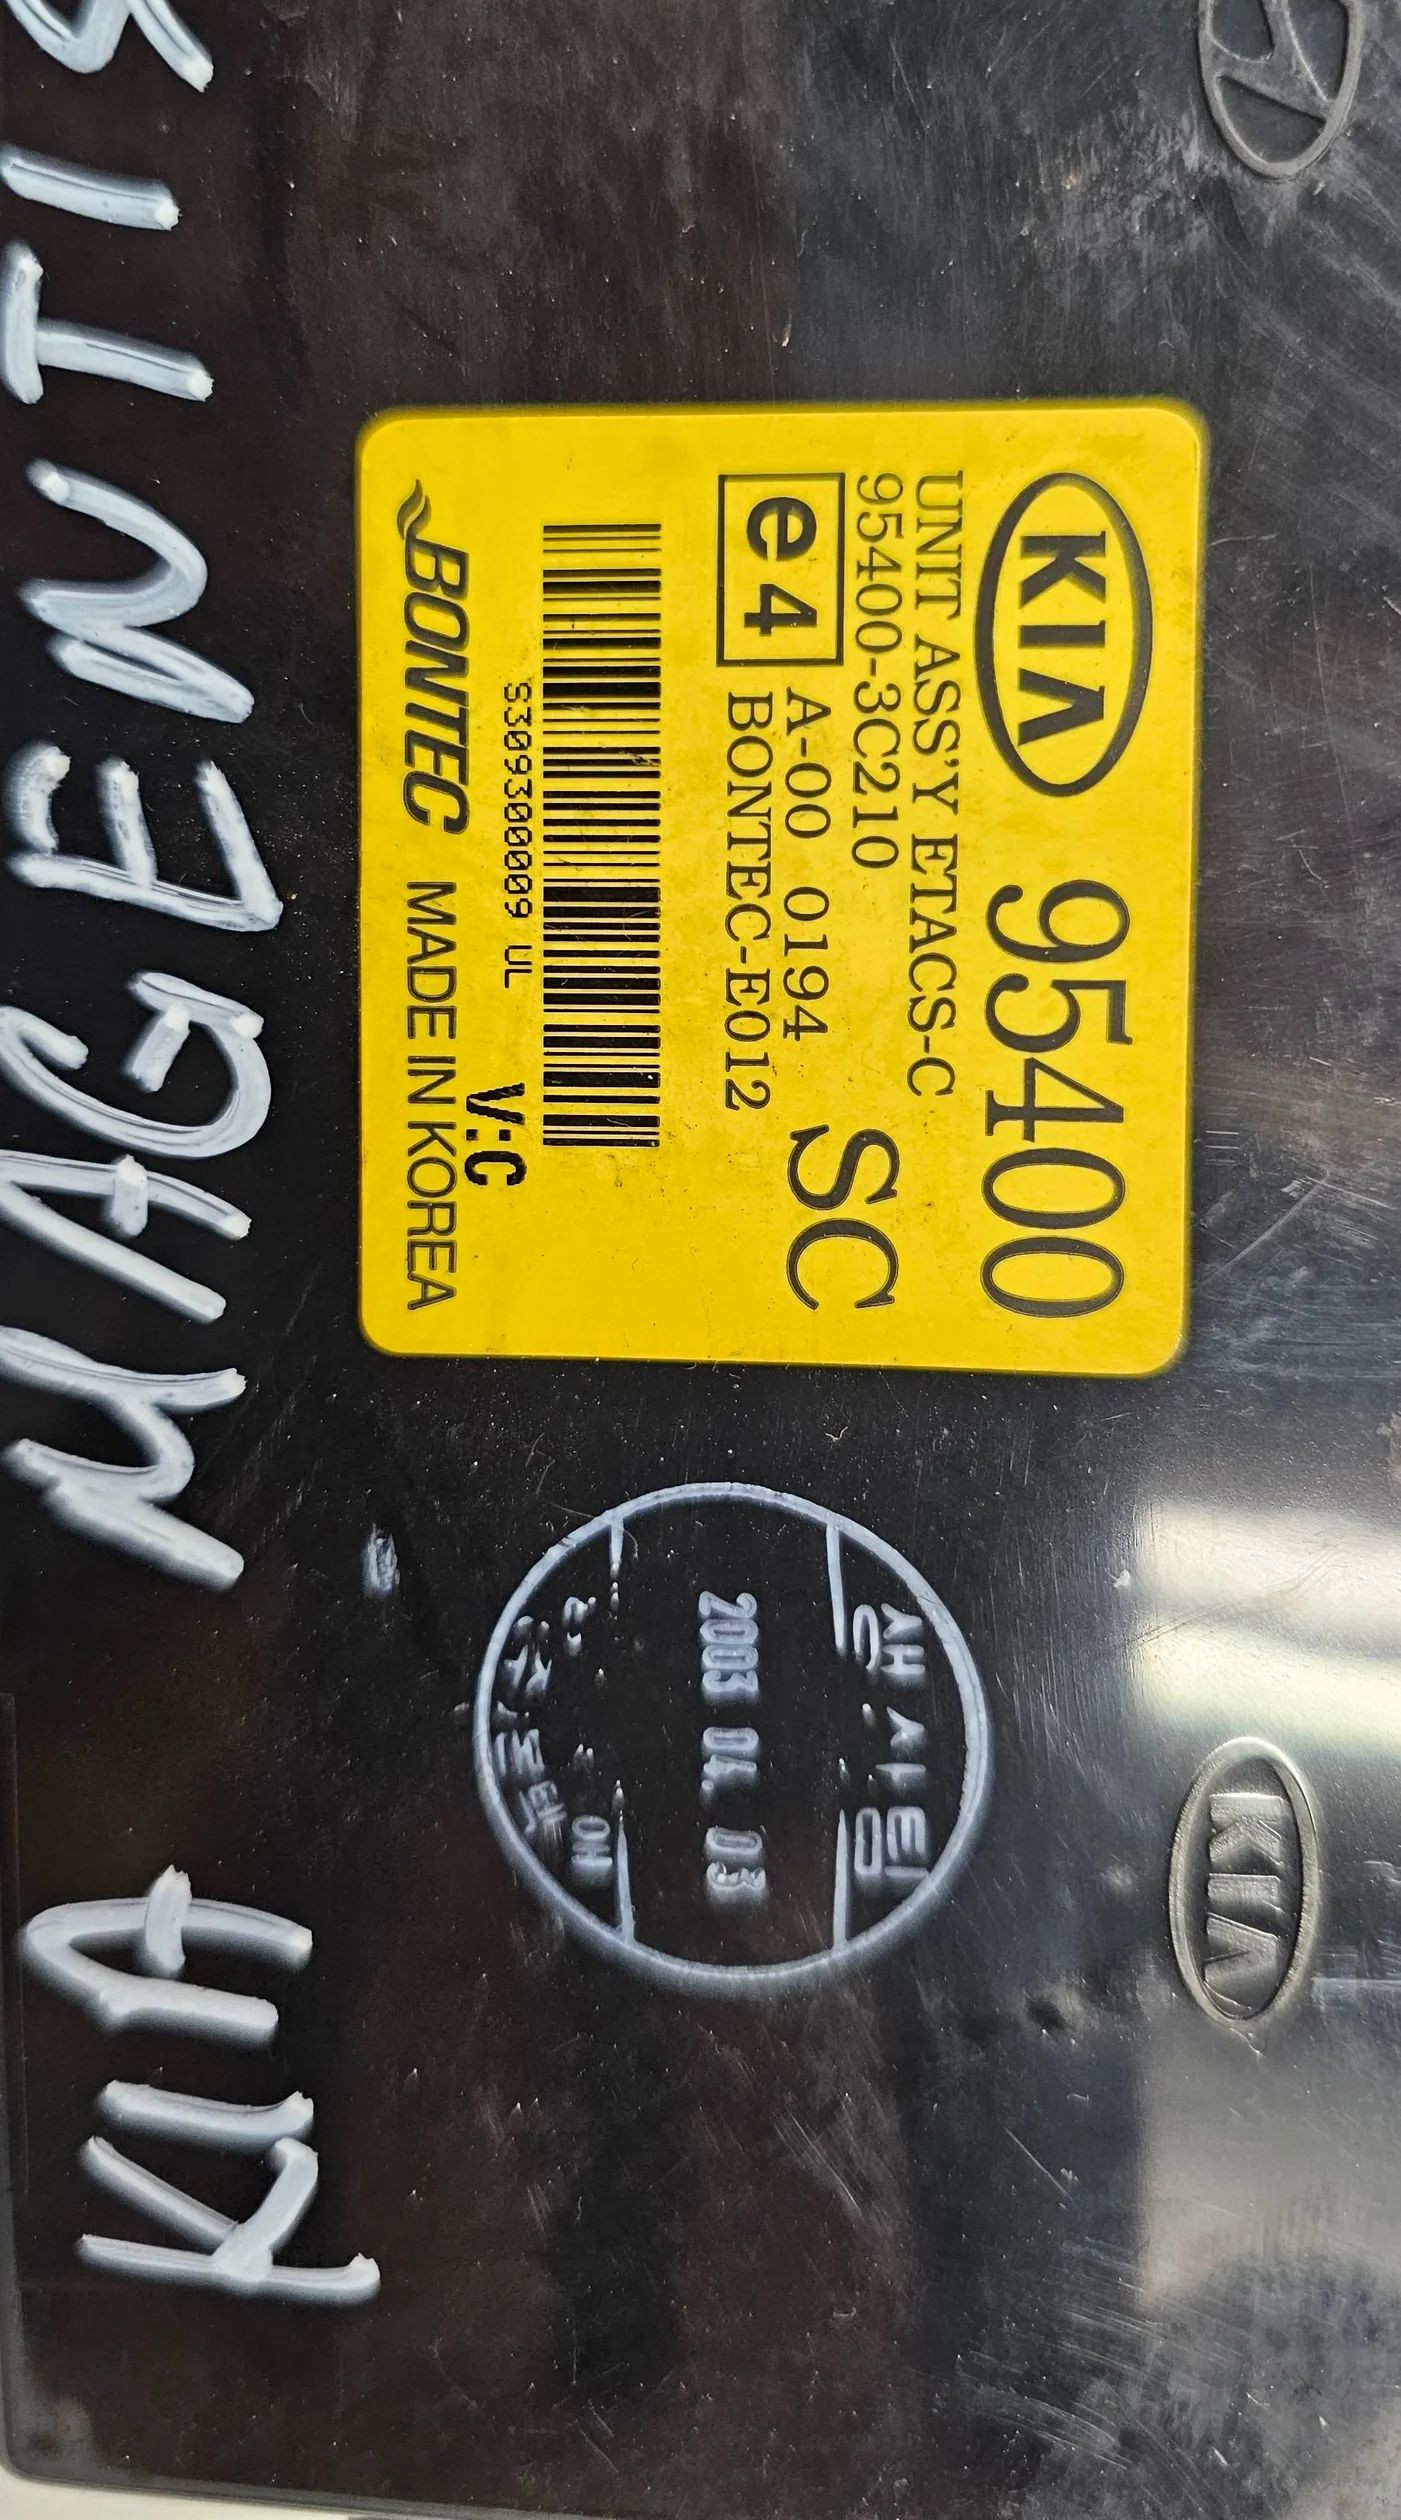 KIA 95400
UNIT ASS'Y ETACS-C
95400-3C210
SC
e4 A-00 0194
BONTEC-E012
S309300009 UL
V:C
BONTEC MADE IN KOREA
KIA MAGENTIS
2003 04. 03
KIA